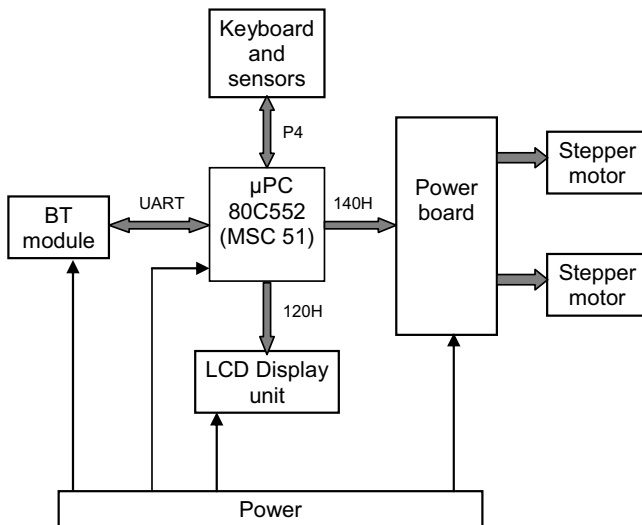 Keyboard
and
sensors
P4
µPC
80C552
(MSC 51)
UART
BT
module
140H
Power
board
Stepper
motor
Stepper
motor
120H
LCD Display
unit
Power